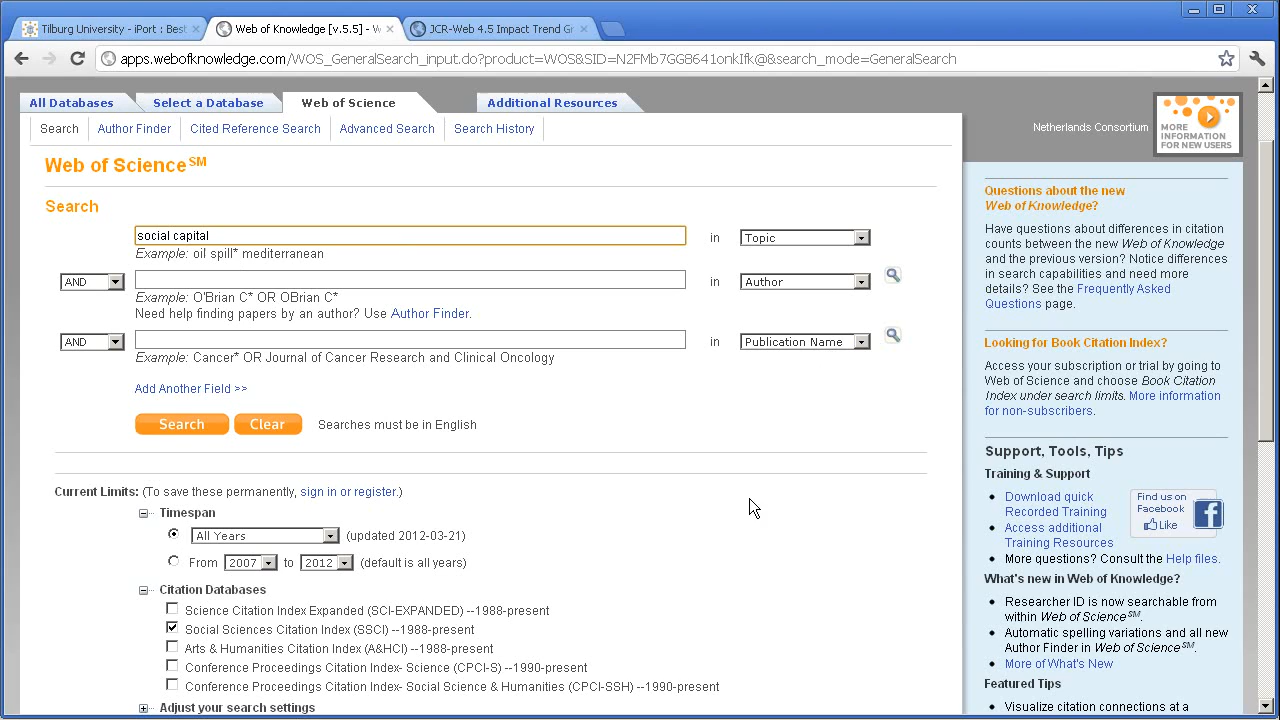 Tilburg University - iPort : Best
Web of Knowledge [v.5.5] - W
JCR-Web 4.5 Impact Trend Gr
apps.webofknowledge.com/WOS_GeneralSearch_input.do?product=WOS&SID=N2FMb7GGB641onkIfk@&search_mode=GeneralSearch
All Databases
Select a Database
Web of Science
Additional Resources
Search
Author Finder
Cited Reference Search
Advanced Search
Search History
Netherlands Consortium
MORE
INFORMATION
FOR NEW USERS
Web of Science℠
Search
social capital
in
Topic
Example: oil spill* mediterranean
AND
in
Author
Example: O'Brian C* OR OBrian C*
Need help finding papers by an author? Use Author Finder.
AND
in
Publication Name
Example: Cancer* OR Journal of Cancer Research and Clinical Oncology
Add Another Field >>
Search
Clear
Searches must be in English
Current Limits: (To save these permanently, sign in or register.)
Timespan
All Years
(updated 2012-03-21)
From 2007 to 2012 (default is all years)
Citation Databases
Science Citation Index Expanded (SCI-EXPANDED) --1988-present
Social Sciences Citation Index (SSCI) --1988-present
Arts & Humanities Citation Index (A&HCI) --1988-present
Conference Proceedings Citation Index- Science (CPCI-S) --1990-present
Conference Proceedings Citation Index- Social Science & Humanities (CPCI-SSH) --1990-present
Adjust your search settings
Questions about the new
Web of Knowledge?
Have questions about differences in citation
counts between the new Web of Knowledge
and the previous version? Notice differences
in search capabilities and need more
details? See the Frequently Asked
Questions page.
Looking for Book Citation Index?
Access your subscription or trial by going to
Web of Science and choose Book Citation
Index under search limits. More information
for non-subscribers.
Support, Tools, Tips
Training & Support
Download quick
Recorded Training
Access additional
Training Resources
More questions? Consult the Help files.
Find us on
Facebook
Like
What's new in Web of Knowledge?
Researcher ID is now searchable from
within Web of Science℠.
Automatic spelling variations and all new
Author Finder in Web of Science℠.
More of What's New
Featured Tips
Visualize citation connections at a